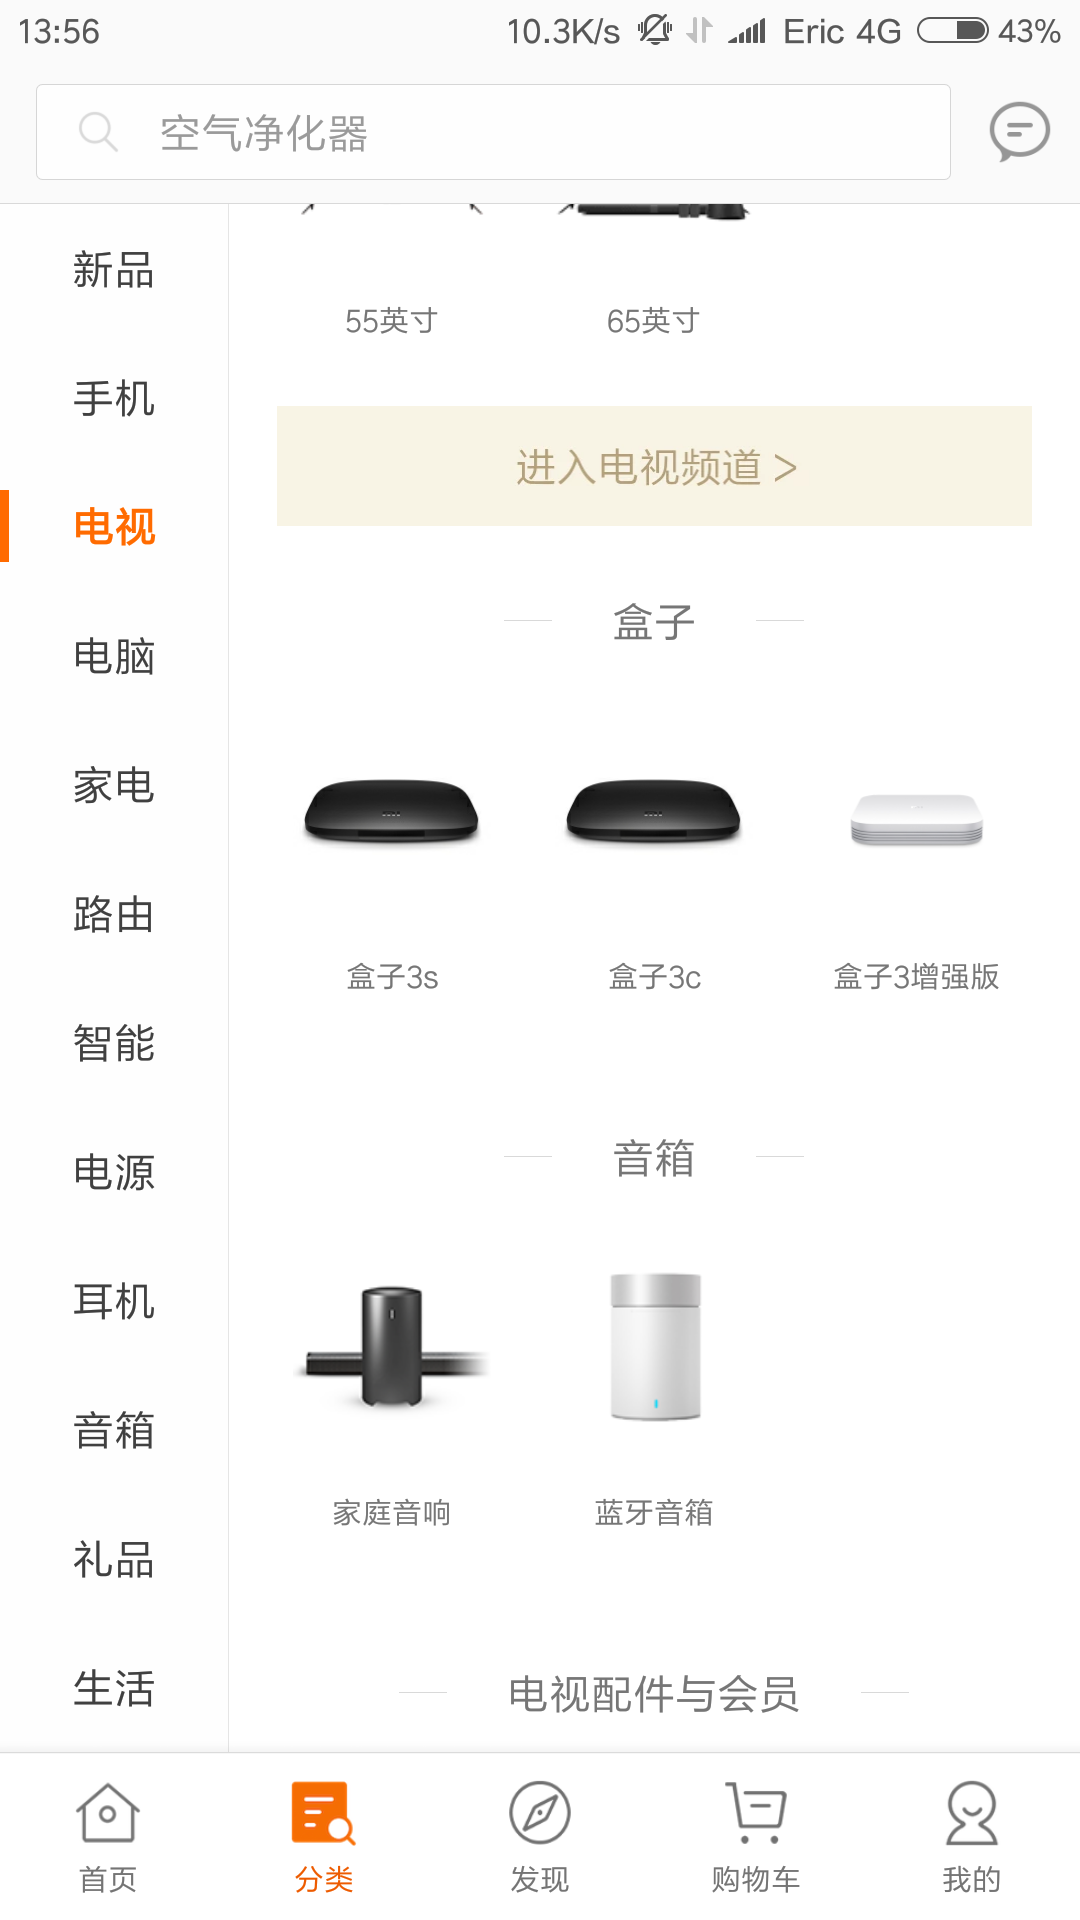 13:56
10.3K/s Eric 4G 43%
空气净化器
新品
手机
电视
电脑
家电
路由
智能
电源
耳机
音箱
礼品
生活
55英寸 65英寸
进入电视频道 >
盒子
盒子3s 盒子3c 盒子3增强版
音箱
家庭音响 蓝牙音箱
电视配件与会员
首页 分类 发现 购物车 我的